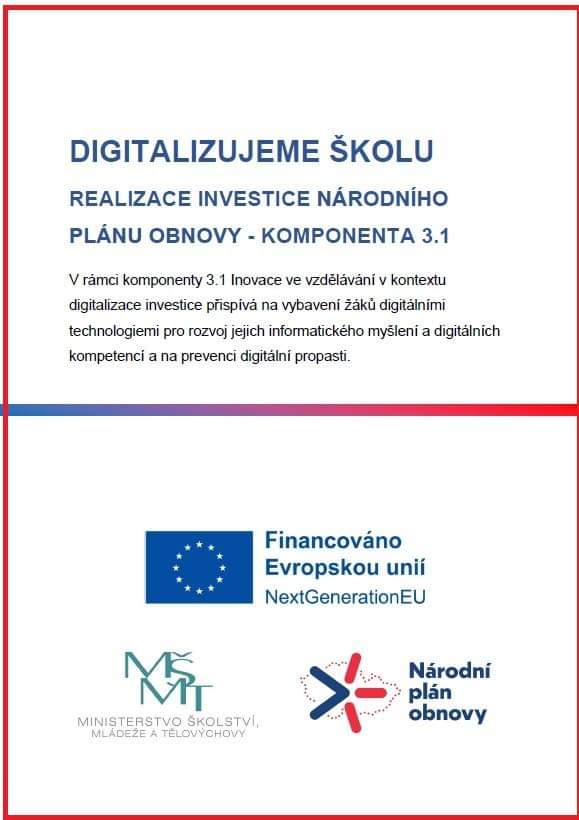 DIGITALIZUJEME ŠKOLU
REALIZACE INVESTICE NÁRODNÍHO
PLÁNU OBNOVY - KOMPONENTA 3.1
V rámci komponenty 3.1 Inovace ve vzdělávání v kontextu
digitalizace investice přispívá na vybavení žáků digitálními
technologiemi pro rozvoj jejich informatického myšlení a digitálních
kompetencí a na prevenci digitální propasti.
Financováno
Evropskou unií
NextGenerationEU
MŠ
MT
MINISTERSTVO ŠKOLSTVÍ,
MLÁDEŽE A TĚLOVÝCHOVY
Národní
plán
obnovy